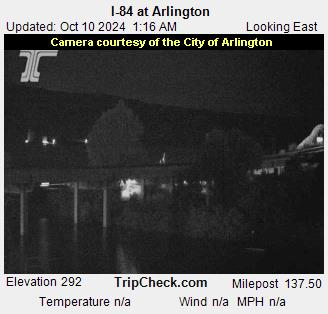 I-84 at Arlington
Updated: Oct 10 2024 1:16 AM Looking East
Camera courtesy of the City of Arlington
Elevation 292 TripCheck.com Milepost 137.50
Temperature n/a Wind n/a MPH n/a